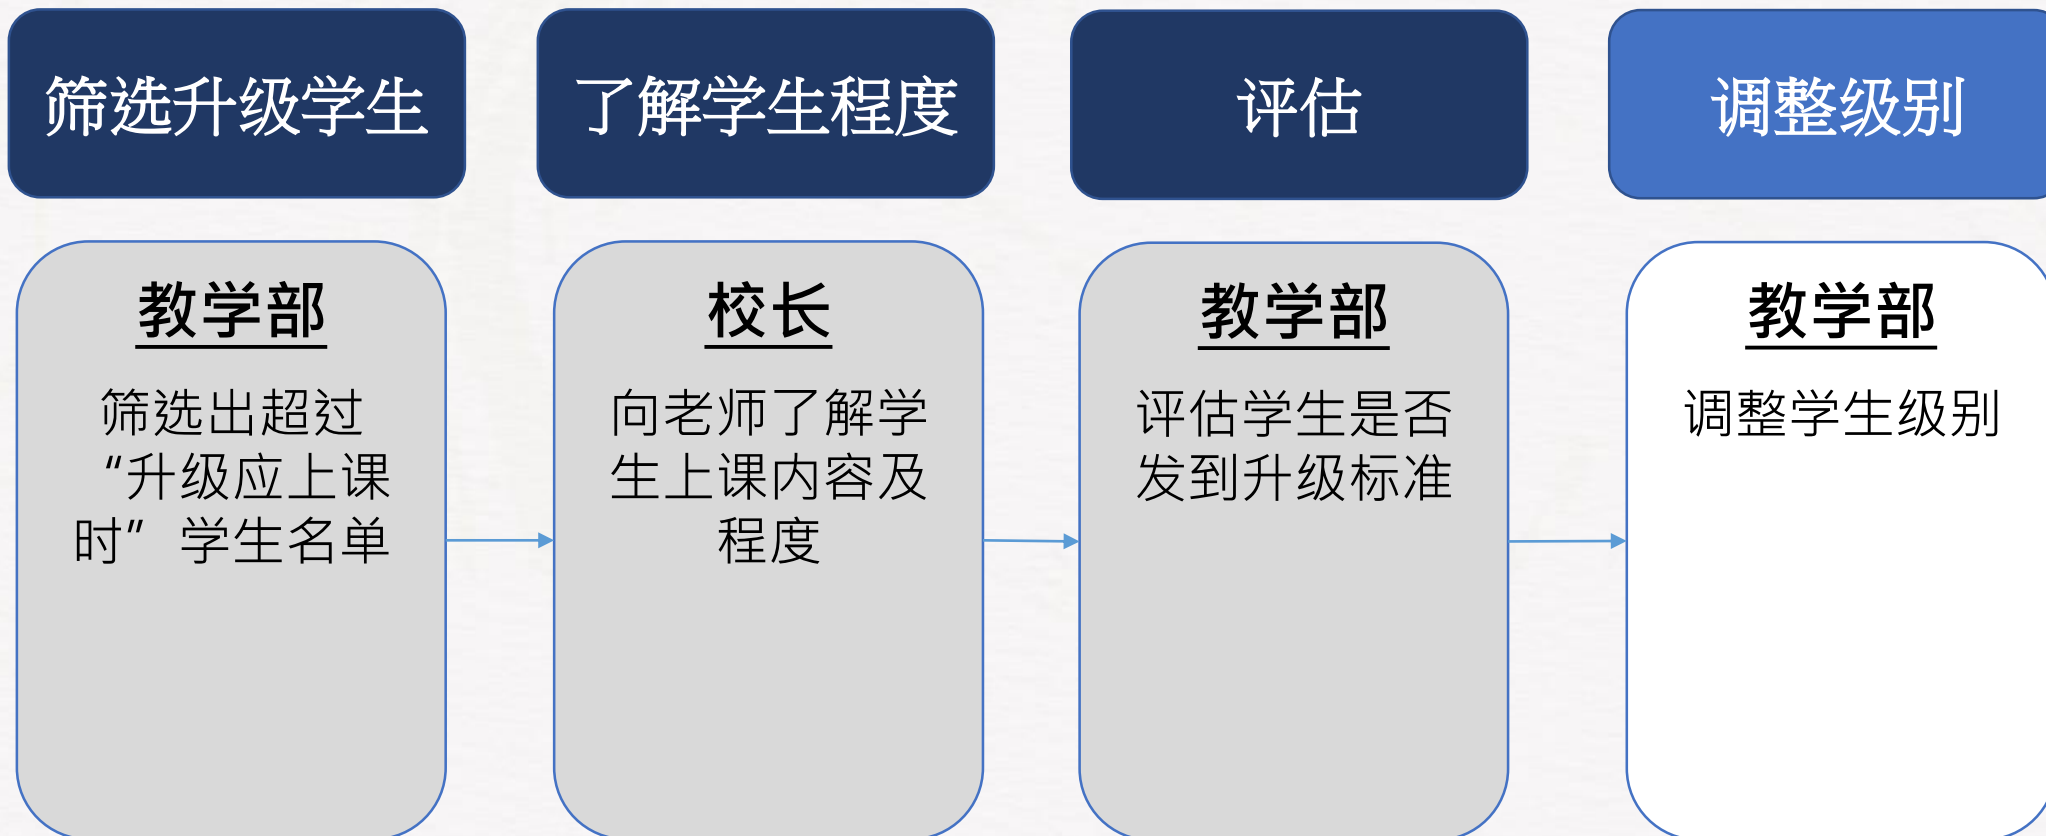 筛选升级学生
了解学生程度
评估
调整级别
教学部
筛选出超过
“升级应上课
时”学生名单
校长
向老师了解学
生上课内容及
程度
教学部
评估学生是否
发到升级标准
教学部
调整学生级别